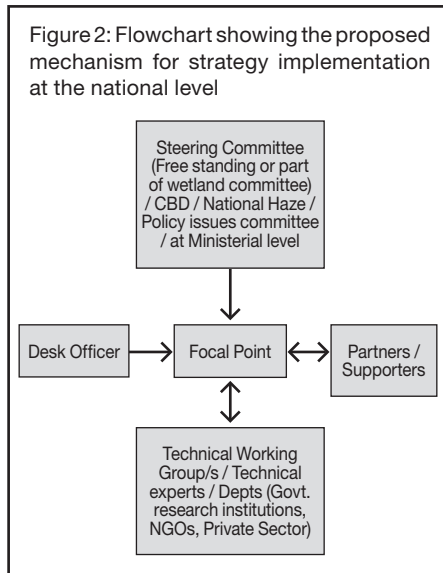 Figure 2: Flowchart showing the proposed
mechanism for strategy implementation
at the national level
Steering Committee
(Free standing or part
of wetland committee)
/ CBD / National Haze /
Policy issues committee
/ at Ministerial level
Desk Officer
Focal Point
Partners /
Supporters
Technical Working
Group/s / Technical
experts / Depts (Govt.
research institutions,
NGOs, Private Sector)